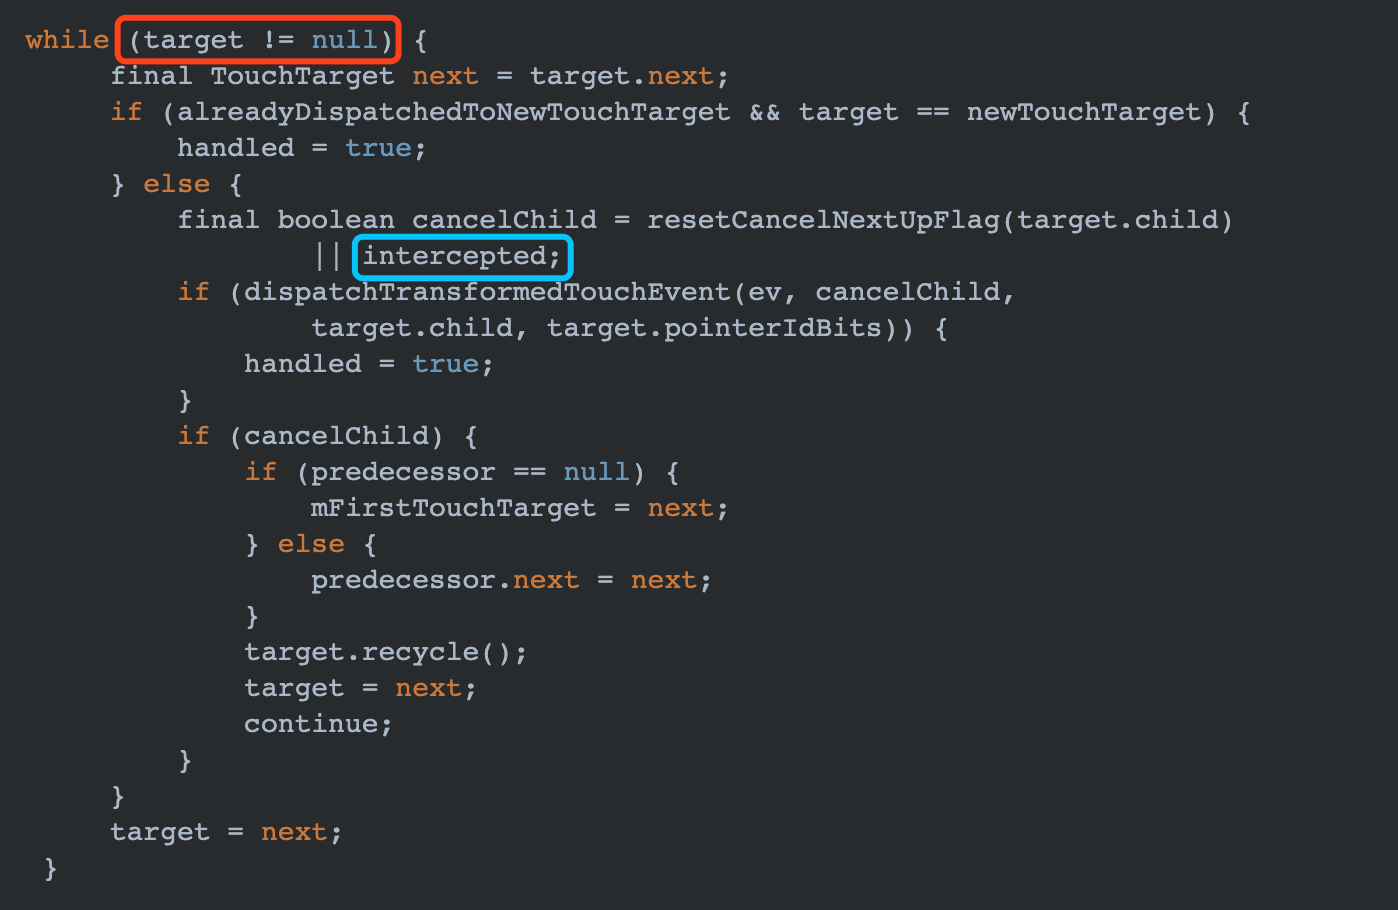 while (target != null) {
final TouchTarget next = target.next;
if (alreadyDispatchedToNewTouchTarget && target == newTouchTarget) {
handled = true;
} else {
final boolean cancelChild = resetCancelNextUpFlag(target.child)
|| intercepted;
if (dispatchTransformedTouchEvent(ev, cancelChild,
target.child, target.pointerIdBits)) {
handled = true;
}
if (cancelChild) {
if (predecessor == null) {
mFirstTouchTarget = next;
} else {
predecessor.next = next;
}
target.recycle();
target = next;
continue;
}
}
target = next;
}